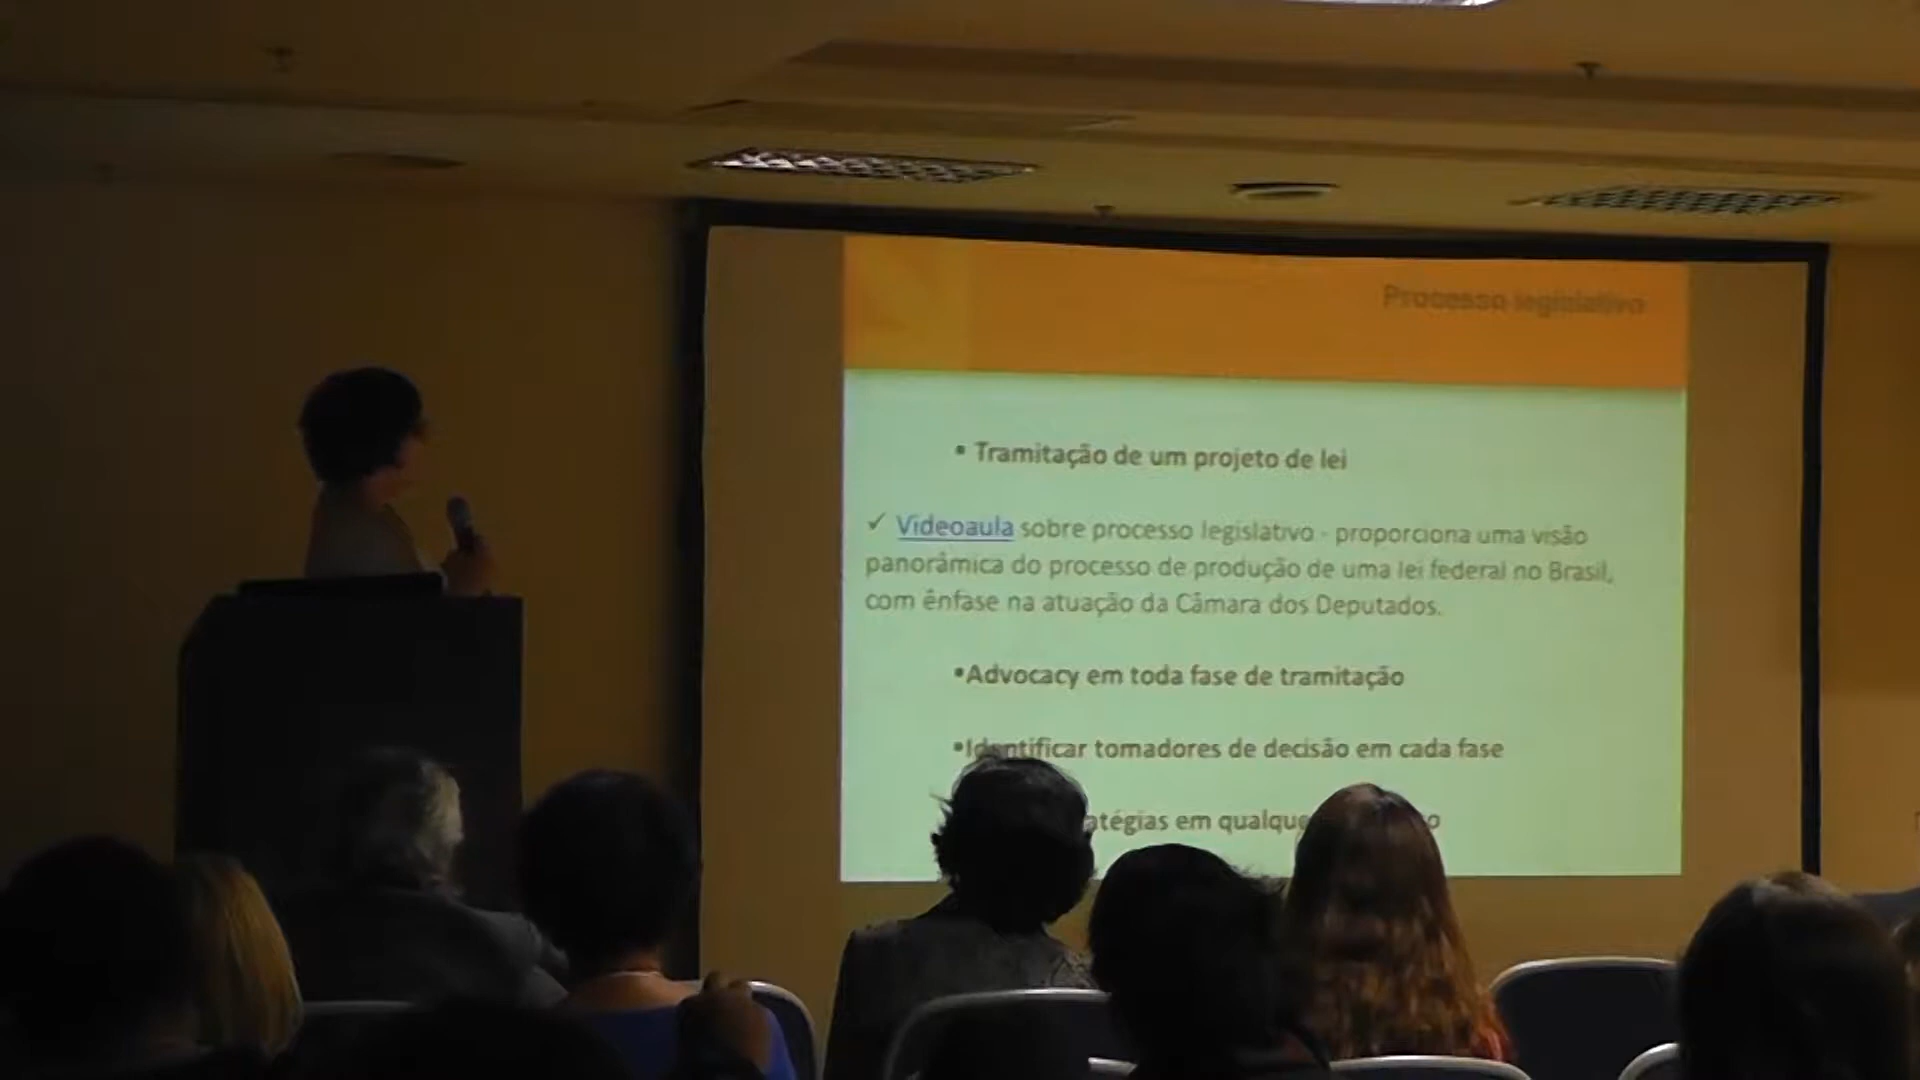 Processo legislativo
• Tramitação de um projeto de lei
✓ Videoaula sobre processo legislativo - proporciona uma visão
panorâmica do processo de produção de uma lei federal no Brasil,
com ênfase na atuação da Câmara dos Deputados.
•Advocacy em toda fase de tramitação
•Identificar tomadores de decisão em cada fase
em